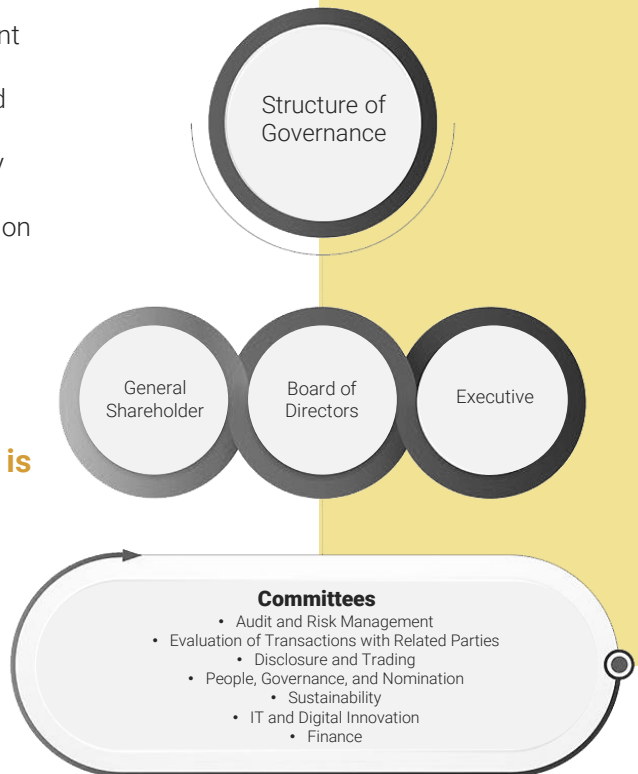 nt
d
y
on
is
Structure of
Governance
General
Shareholder
Board of
Directors
Executive
Committees
• Audit and Risk Management
• Evaluation of Transactions with Related Parties
• Disclosure and Trading
• People, Governance, and Nomination
• Sustainability
• IT and Digital Innovation
• Finance